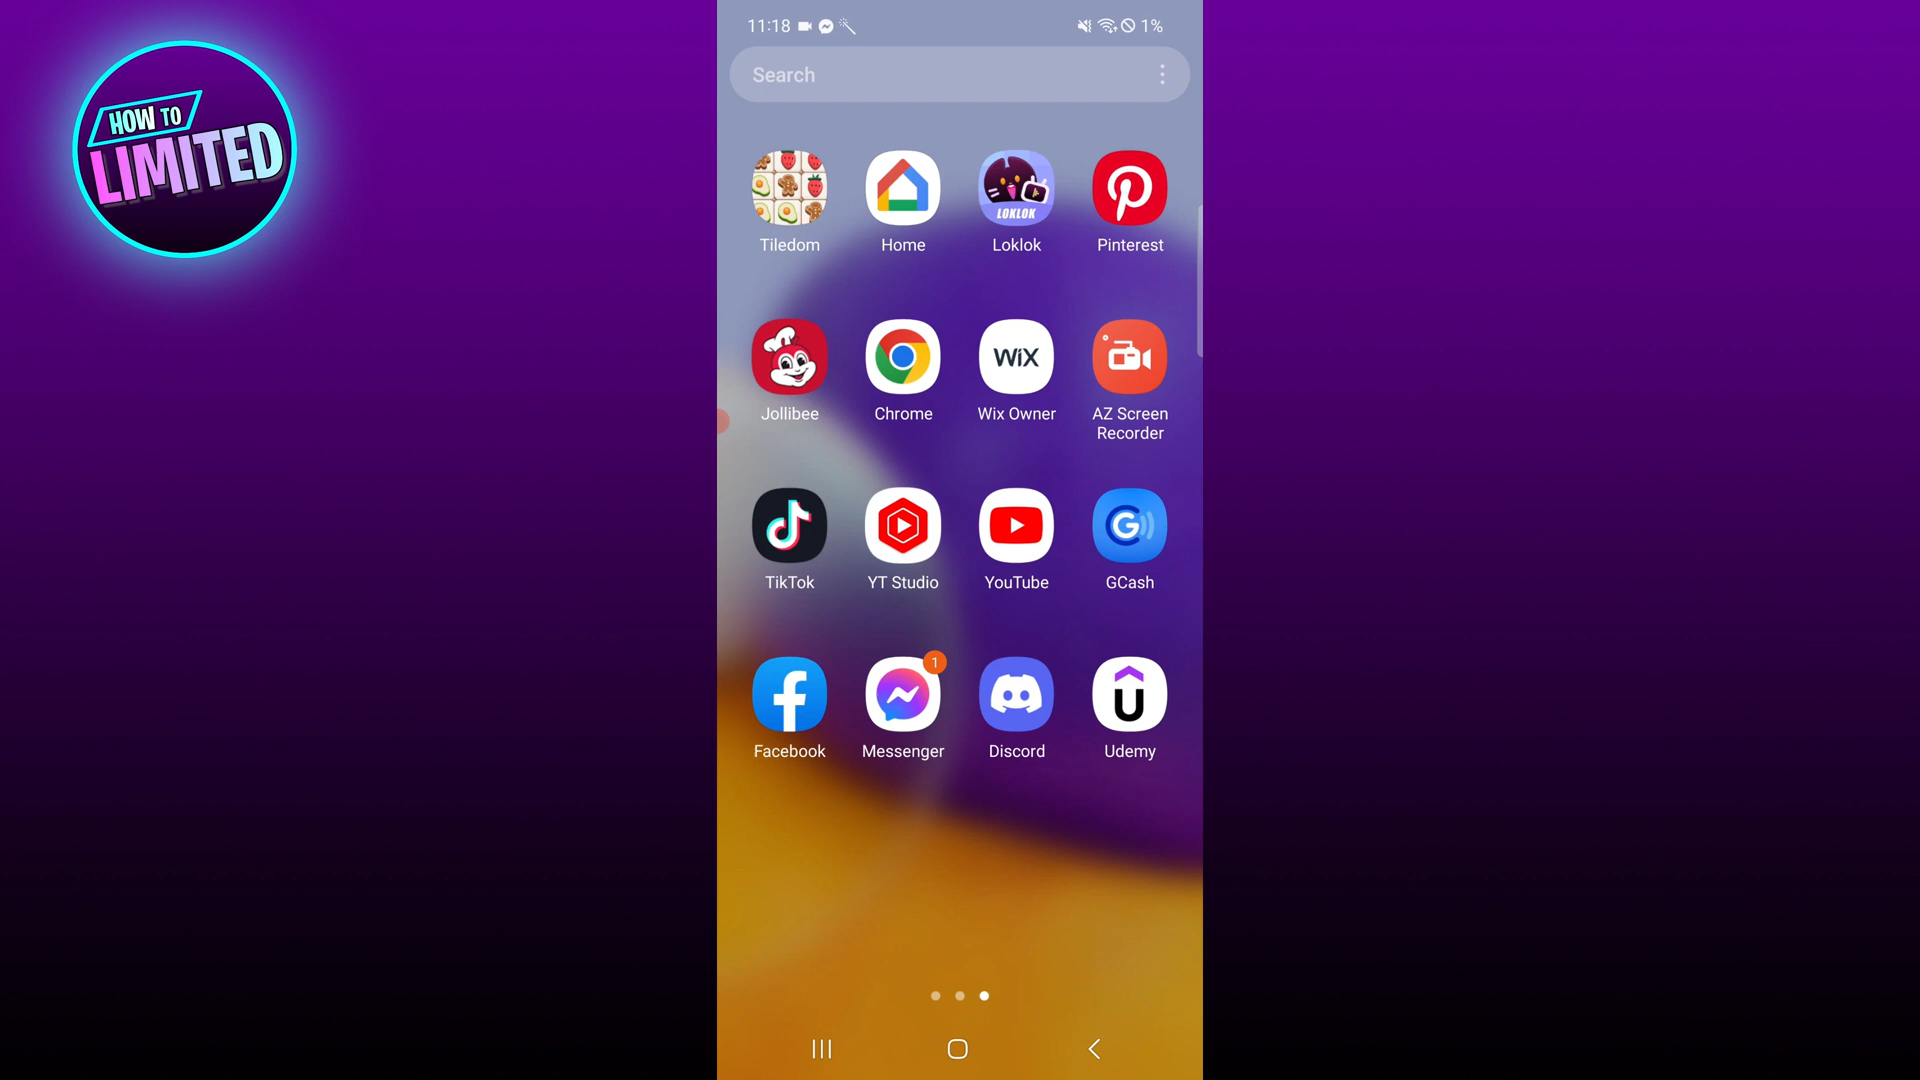 HOW TO
LIMITED
11:18
1%
Search
LOKLOK
Tiledom
Home
Loklok
Pinterest
WiX
Jollibee
Chrome
Wix Owner
AZ Screen
Recorder
G
TikTok
YT Studio
YouTube
GCash
1
Facebook
Messenger
Discord
Udemy